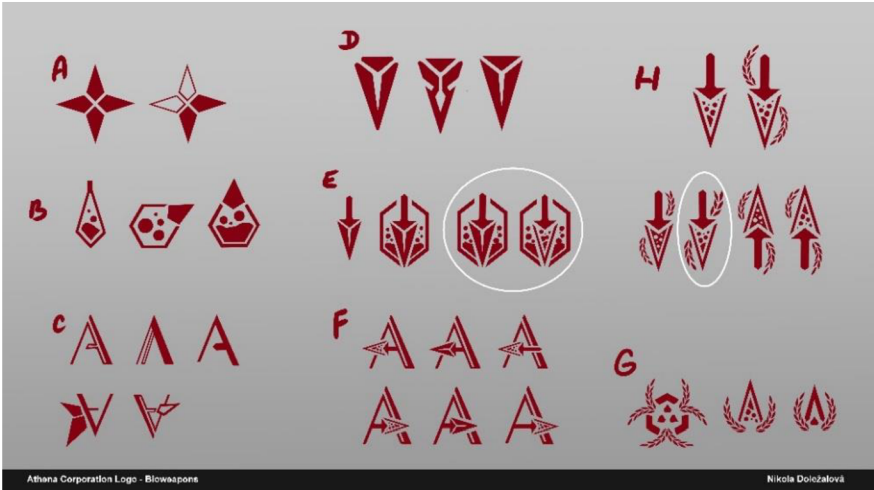 A
D
H
B
E
C
F
G
Athena Corporation Logo - Bioweapons
Nikola Doležalová